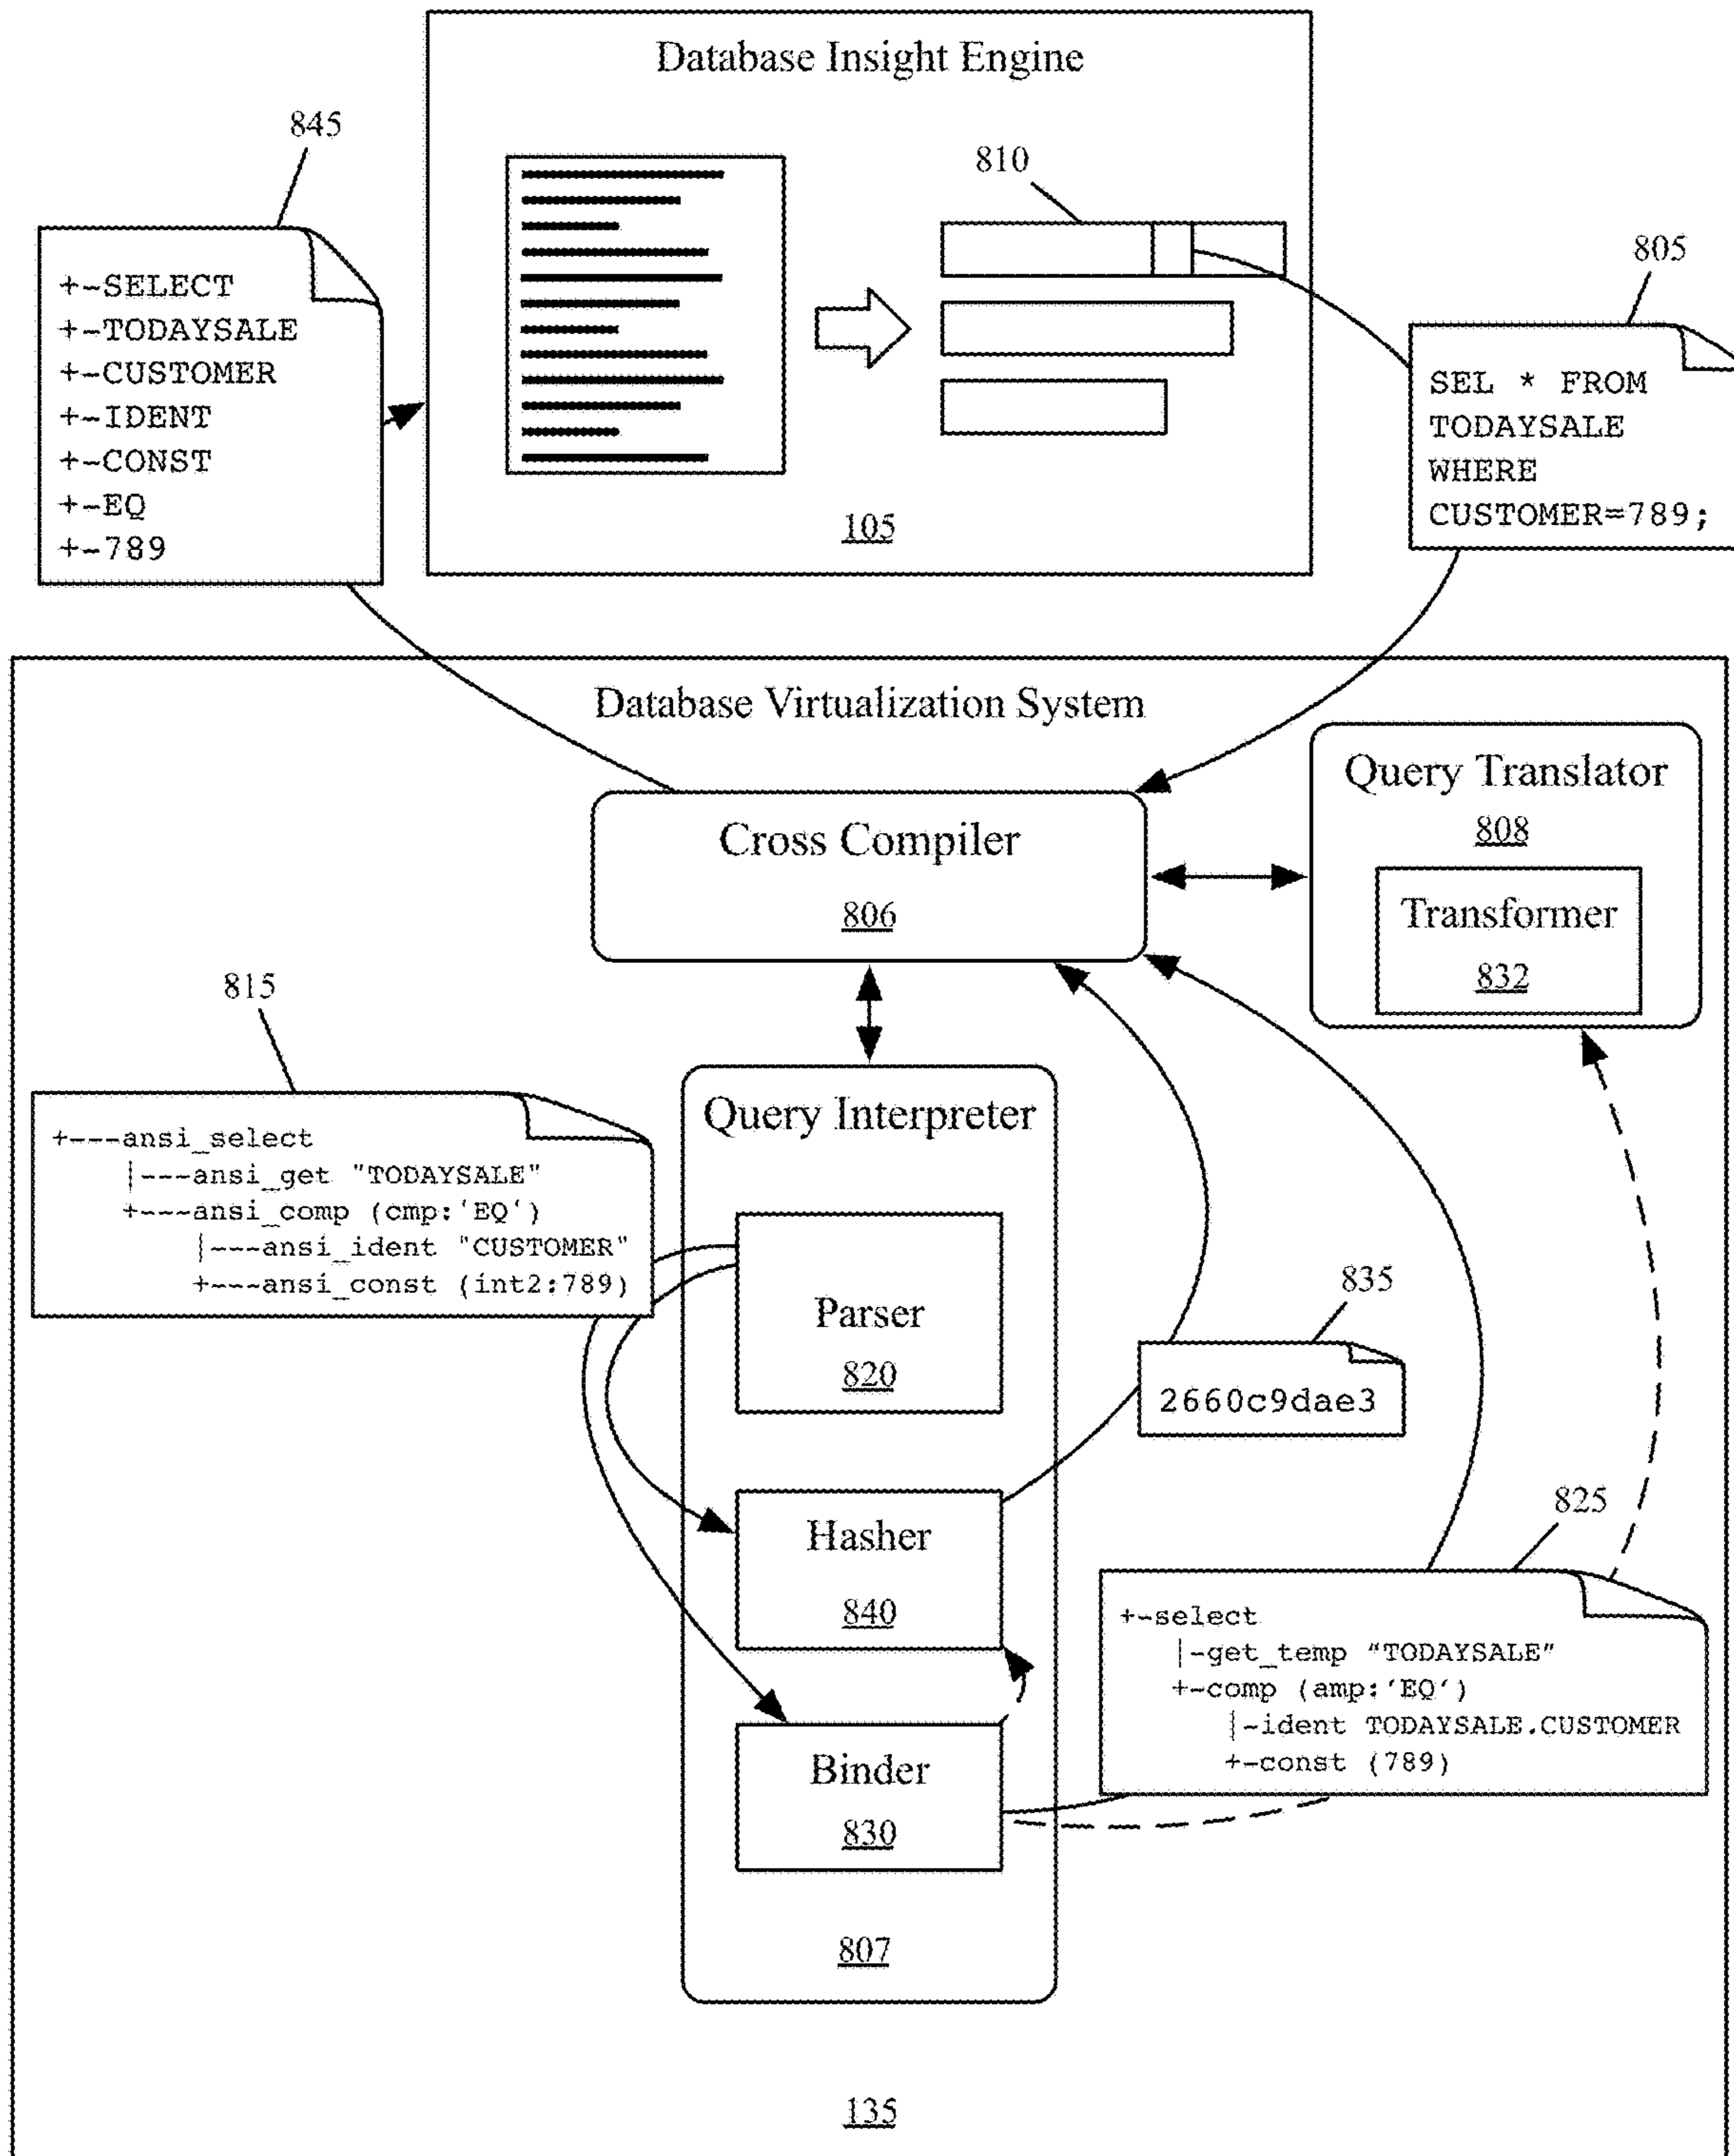 Database Insight Engine
845
810
805
+-SELECT
+-TODAYSALE
+-CUSTOMER
+-IDENT
+-CONST
+-EQ
+-789
SEL * FROM
TODAYSALE
WHERE
CUSTOMER=789;
105
Database Virtualization System
Query Translator
808
Transformer
832
Cross Compiler
806
815
+---ansi_select
|---ansi_get "TODAYSALE"
+---ansi_comp (cmp:‘EQ‘)
|---ansi_ident "CUSTOMER"
+---ansi_const (int2:789)
Query Interpreter
Parser
820
835
2660c9dae3
Hasher
840
825
+-select
|-get_temp “TODAYSALE”
+-comp (amp:‘EQ’)
|-ident TODAYSALE.CUSTOMER
+-const (789)
Binder
830
807
135